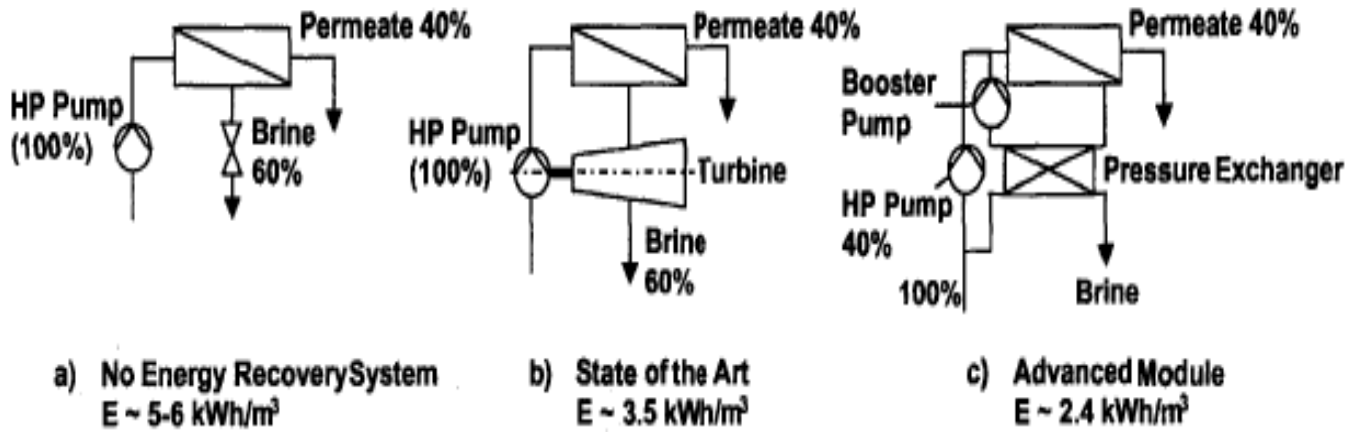 Permeate 40%
HP Pump
(100%)
Brine
60%
a) No Energy Recovery System
E ~ 5-6 kWh/m³
Permeate 40%
HP Pump
(100%)
Turbine
Brine
60%
b) State of the Art
E ~ 3.5 kWh/m³
Permeate 40%
Booster
Pump
Pressure Exchanger
HP Pump
40%
100%
Brine
c) Advanced Module
E ~ 2.4 kWh/m³